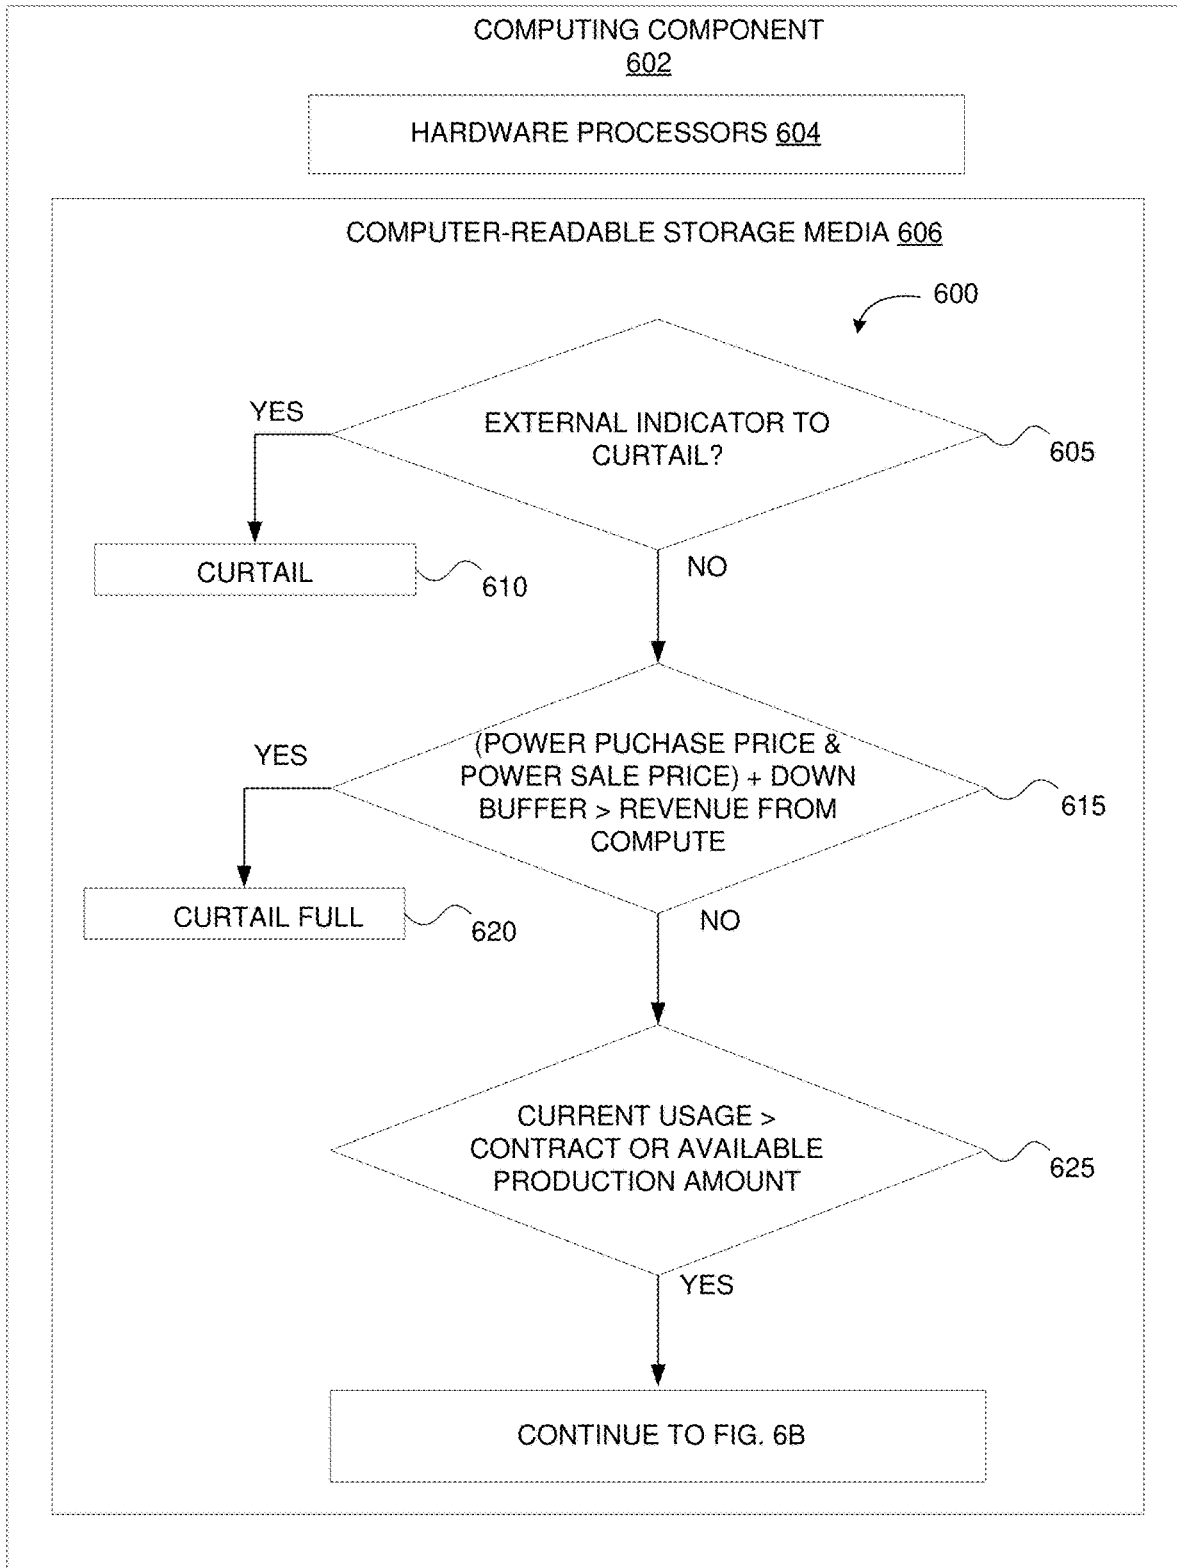 COMPUTING COMPONENT
602
HARDWARE PROCESSORS 604
COMPUTER-READABLE STORAGE MEDIA 606
600
YES
EXTERNAL INDICATOR TO
CURTAIL?
605
CURTAIL
610
NO
YES
(POWER PUCHASE PRICE &
POWER SALE PRICE) + DOWN
BUFFER > REVENUE FROM
COMPUTE
615
CURTAIL FULL
620
NO
CURRENT USAGE >
CONTRACT OR AVAILABLE
PRODUCTION AMOUNT
625
YES
CONTINUE TO FIG. 6B